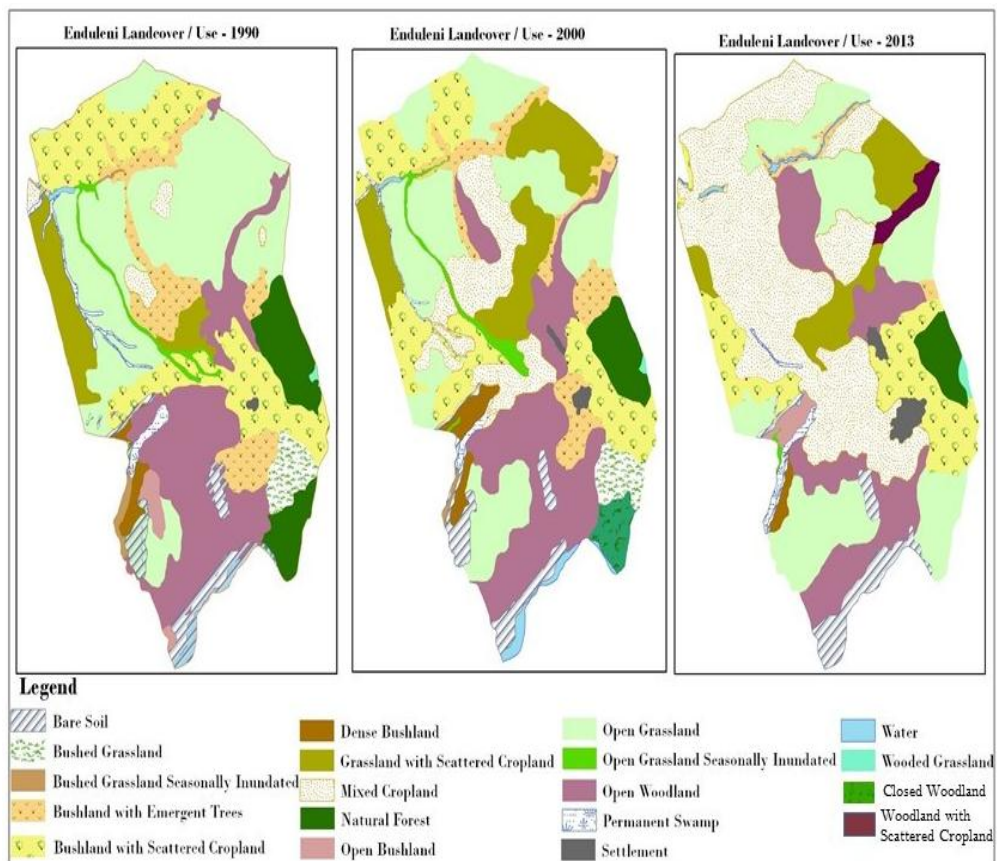 Enduleni Landcover / Use - 1990
Enduleni Landcover / Use - 2000
Enduleni Landcover / Use - 2013
Legend
Bare Soil
Bushed Grassland
Bushed Grassland Seasonally Inundated
Bushland with Emergent Trees
Bushland with Scattered Cropland
Dense Bushland
Grassland with Scattered Cropland
Mixed Cropland
Natural Forest
Open Bushland
Open Grassland
Open Grassland Seasonally Inundated
Open Woodland
Permanent Swamp
Settlement
Water
Wooded Grassland
Closed Woodland
Woodland with
Scattered Cropland